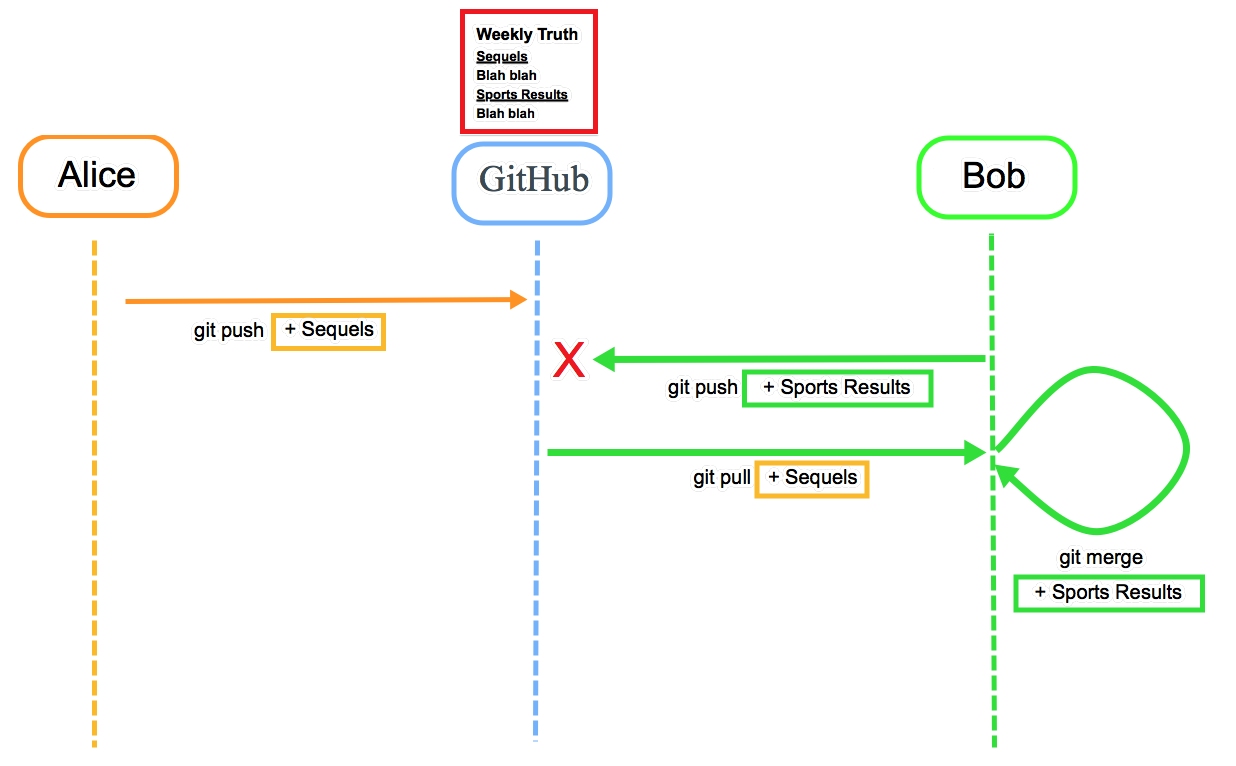 Weekly Truth
Sequels
Blah blah
Sports Results
Blah blah
Alice
GitHub
Bob
git push + Sequels
X
git push + Sports Results
git pull + Sequels
git merge
+ Sports Results